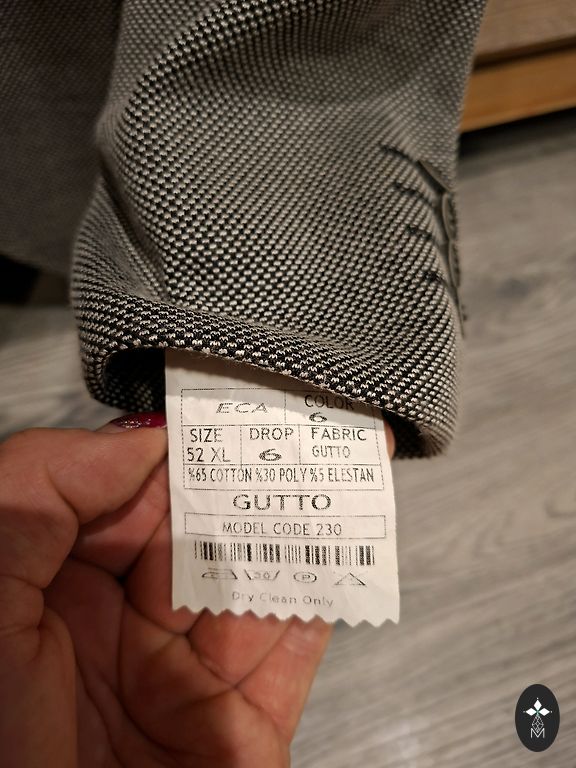 ECA COLOR
6
SIZE DROP FABRIC
52 XL 6 GUTTO
%65 COTTON %30 POLY %5 ELESTAN
GUTTO
MODEL CODE 230
30 P
Dry Clean Only
M